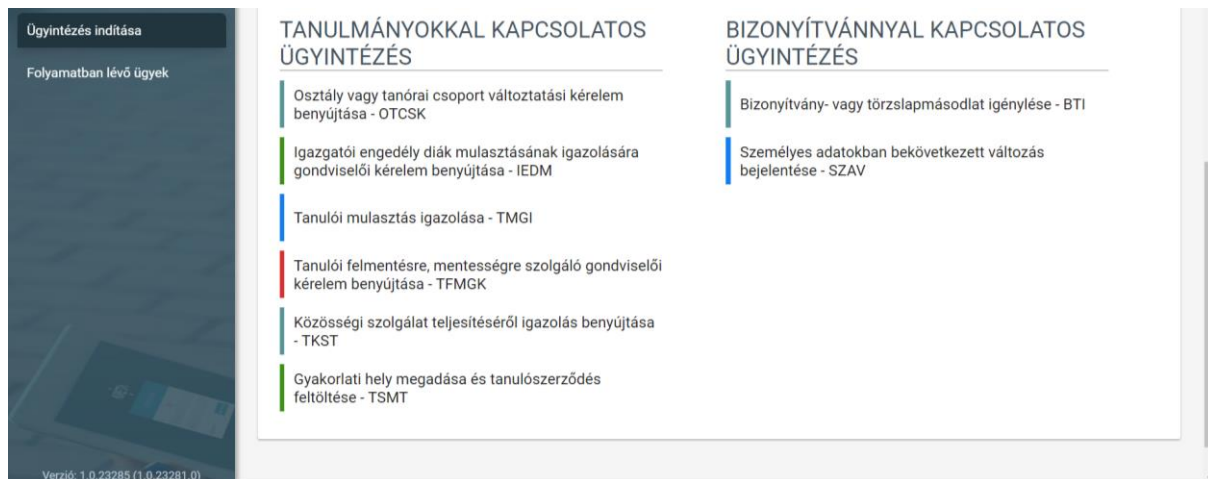 Ügyintézés indítása
Folyamatban lévő ügyek
TANULMÁNYOKKAL KAPCSOLATOS
ÜGYINTÉZÉS
Osztály vagy tanórai csoport változtatási kérelem
benyújtása - OTCSK
Igazgatói engedély diák mulasztásának igazolására
gondviselői kérelem benyújtása - IEDM
Tanulói mulasztás igazolása - TMGI
Tanulói felmentésre, mentességre szolgáló gondviselői
kérelem benyújtása - TFMGK
Közösségi szolgálat teljesítéséről igazolás benyújtása
- TKST
Gyakorlati hely megadása és tanulószerződés
feltöltése - TSMT
BIZONYÍTVÁNNYAL KAPCSOLATOS
ÜGYINTÉZÉS
Bizonyítvány- vagy törzslapmásodlat igénylése - BTI
Személyes adatokban bekövetkezett változás
bejelentése - SZAV
Verzió: 1.0.23285 (1.0.23281.0)